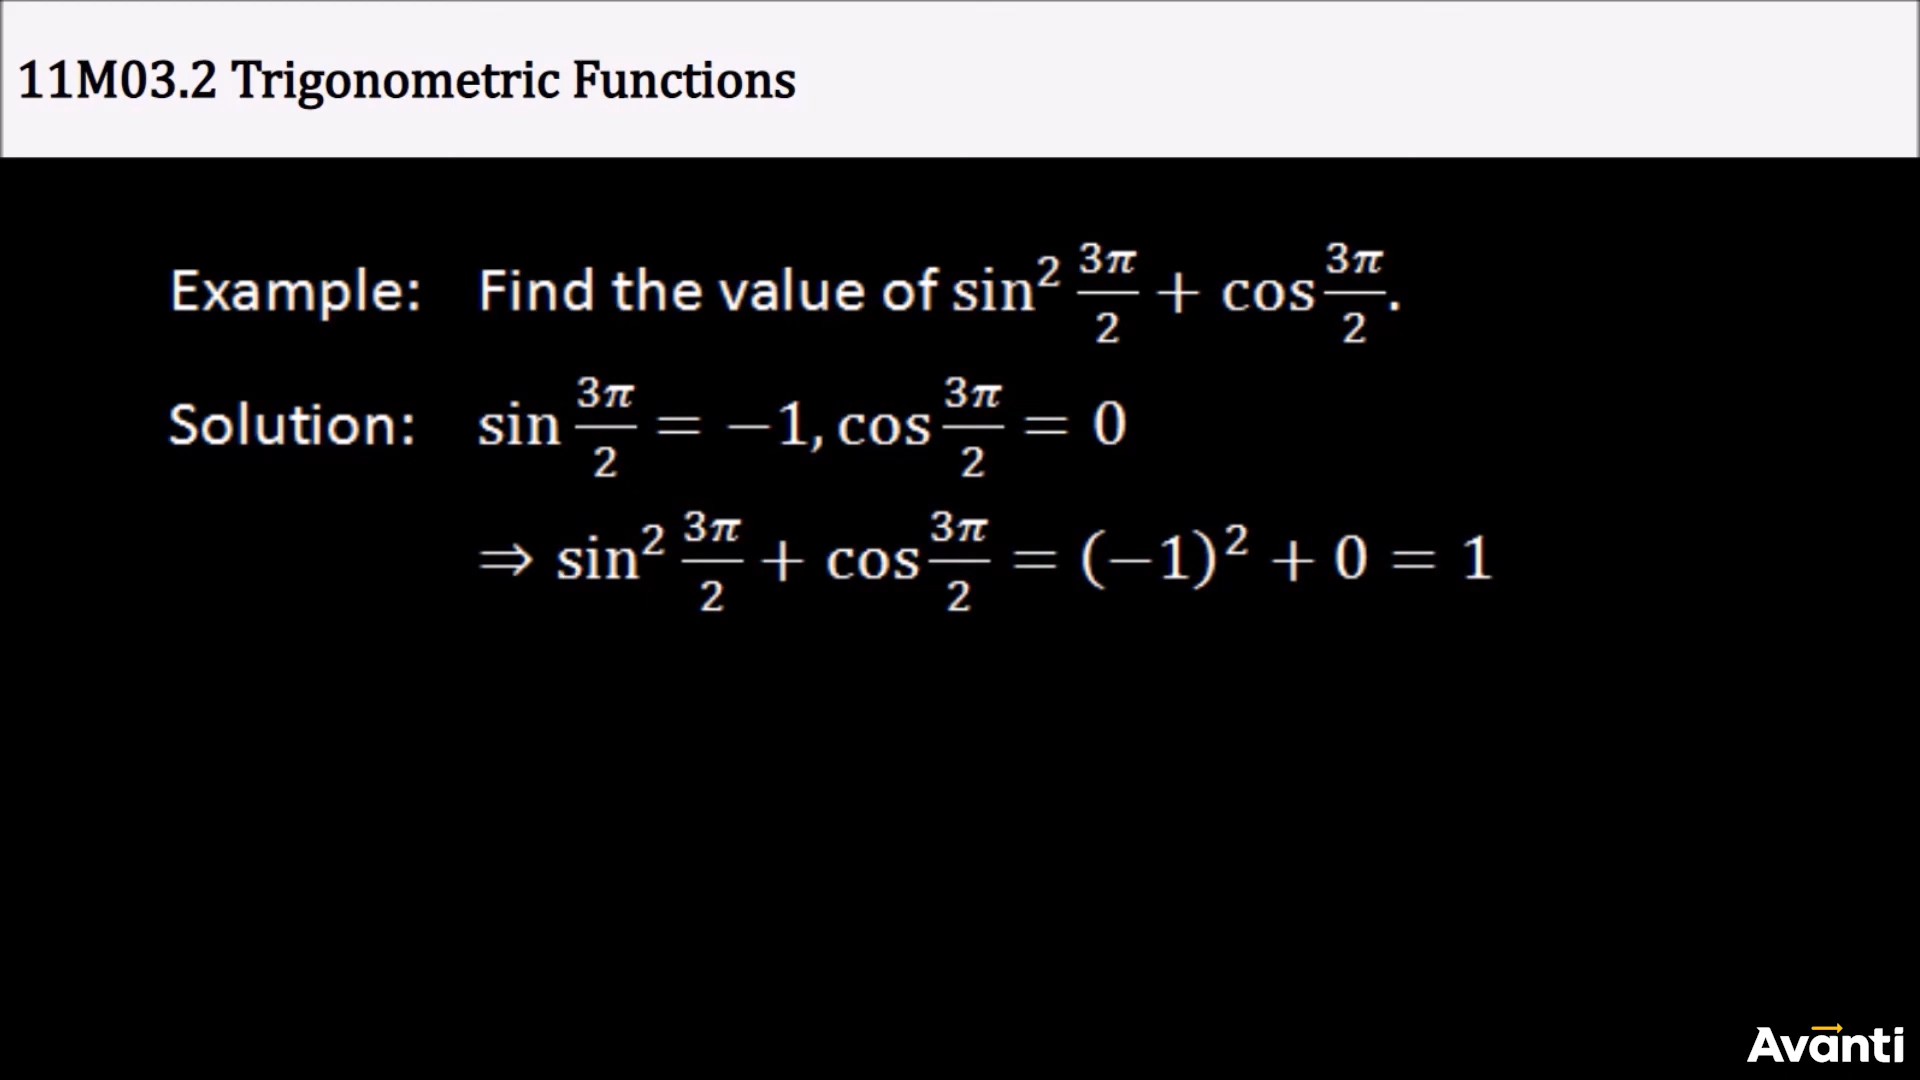 11M03.2 Trigonometric Functions
Example: Find the value of sin² 3π/2 + cos 3π/2.
Solution: sin 3π/2 = −1, cos 3π/2 = 0
⇒ sin² 3π/2 + cos 3π/2 = (−1)² + 0 = 1
Avanti